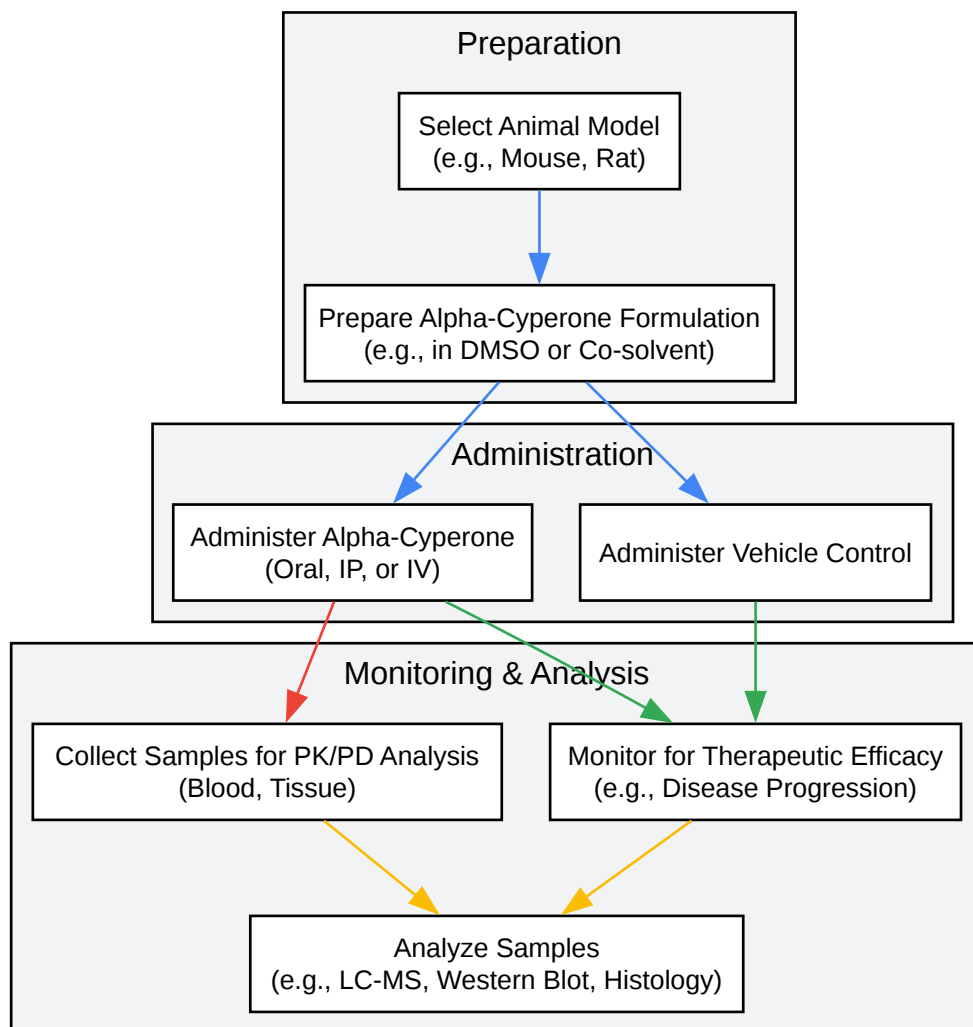 Preparation
Select Animal Model
(e.g., Mouse, Rat)
Prepare Alpha-Cyperone Formulation
(e.g., in DMSO or Co-solvent)
Administration
Administer Alpha-Cyperone
(Oral, IP, or IV)
Administer Vehicle Control
Monitoring & Analysis
Collect Samples for PK/PD Analysis
(Blood, Tissue)
Monitor for Therapeutic Efficacy
(e.g., Disease Progression)
Analyze Samples
(e.g., LC-MS, Western Blot, Histology)